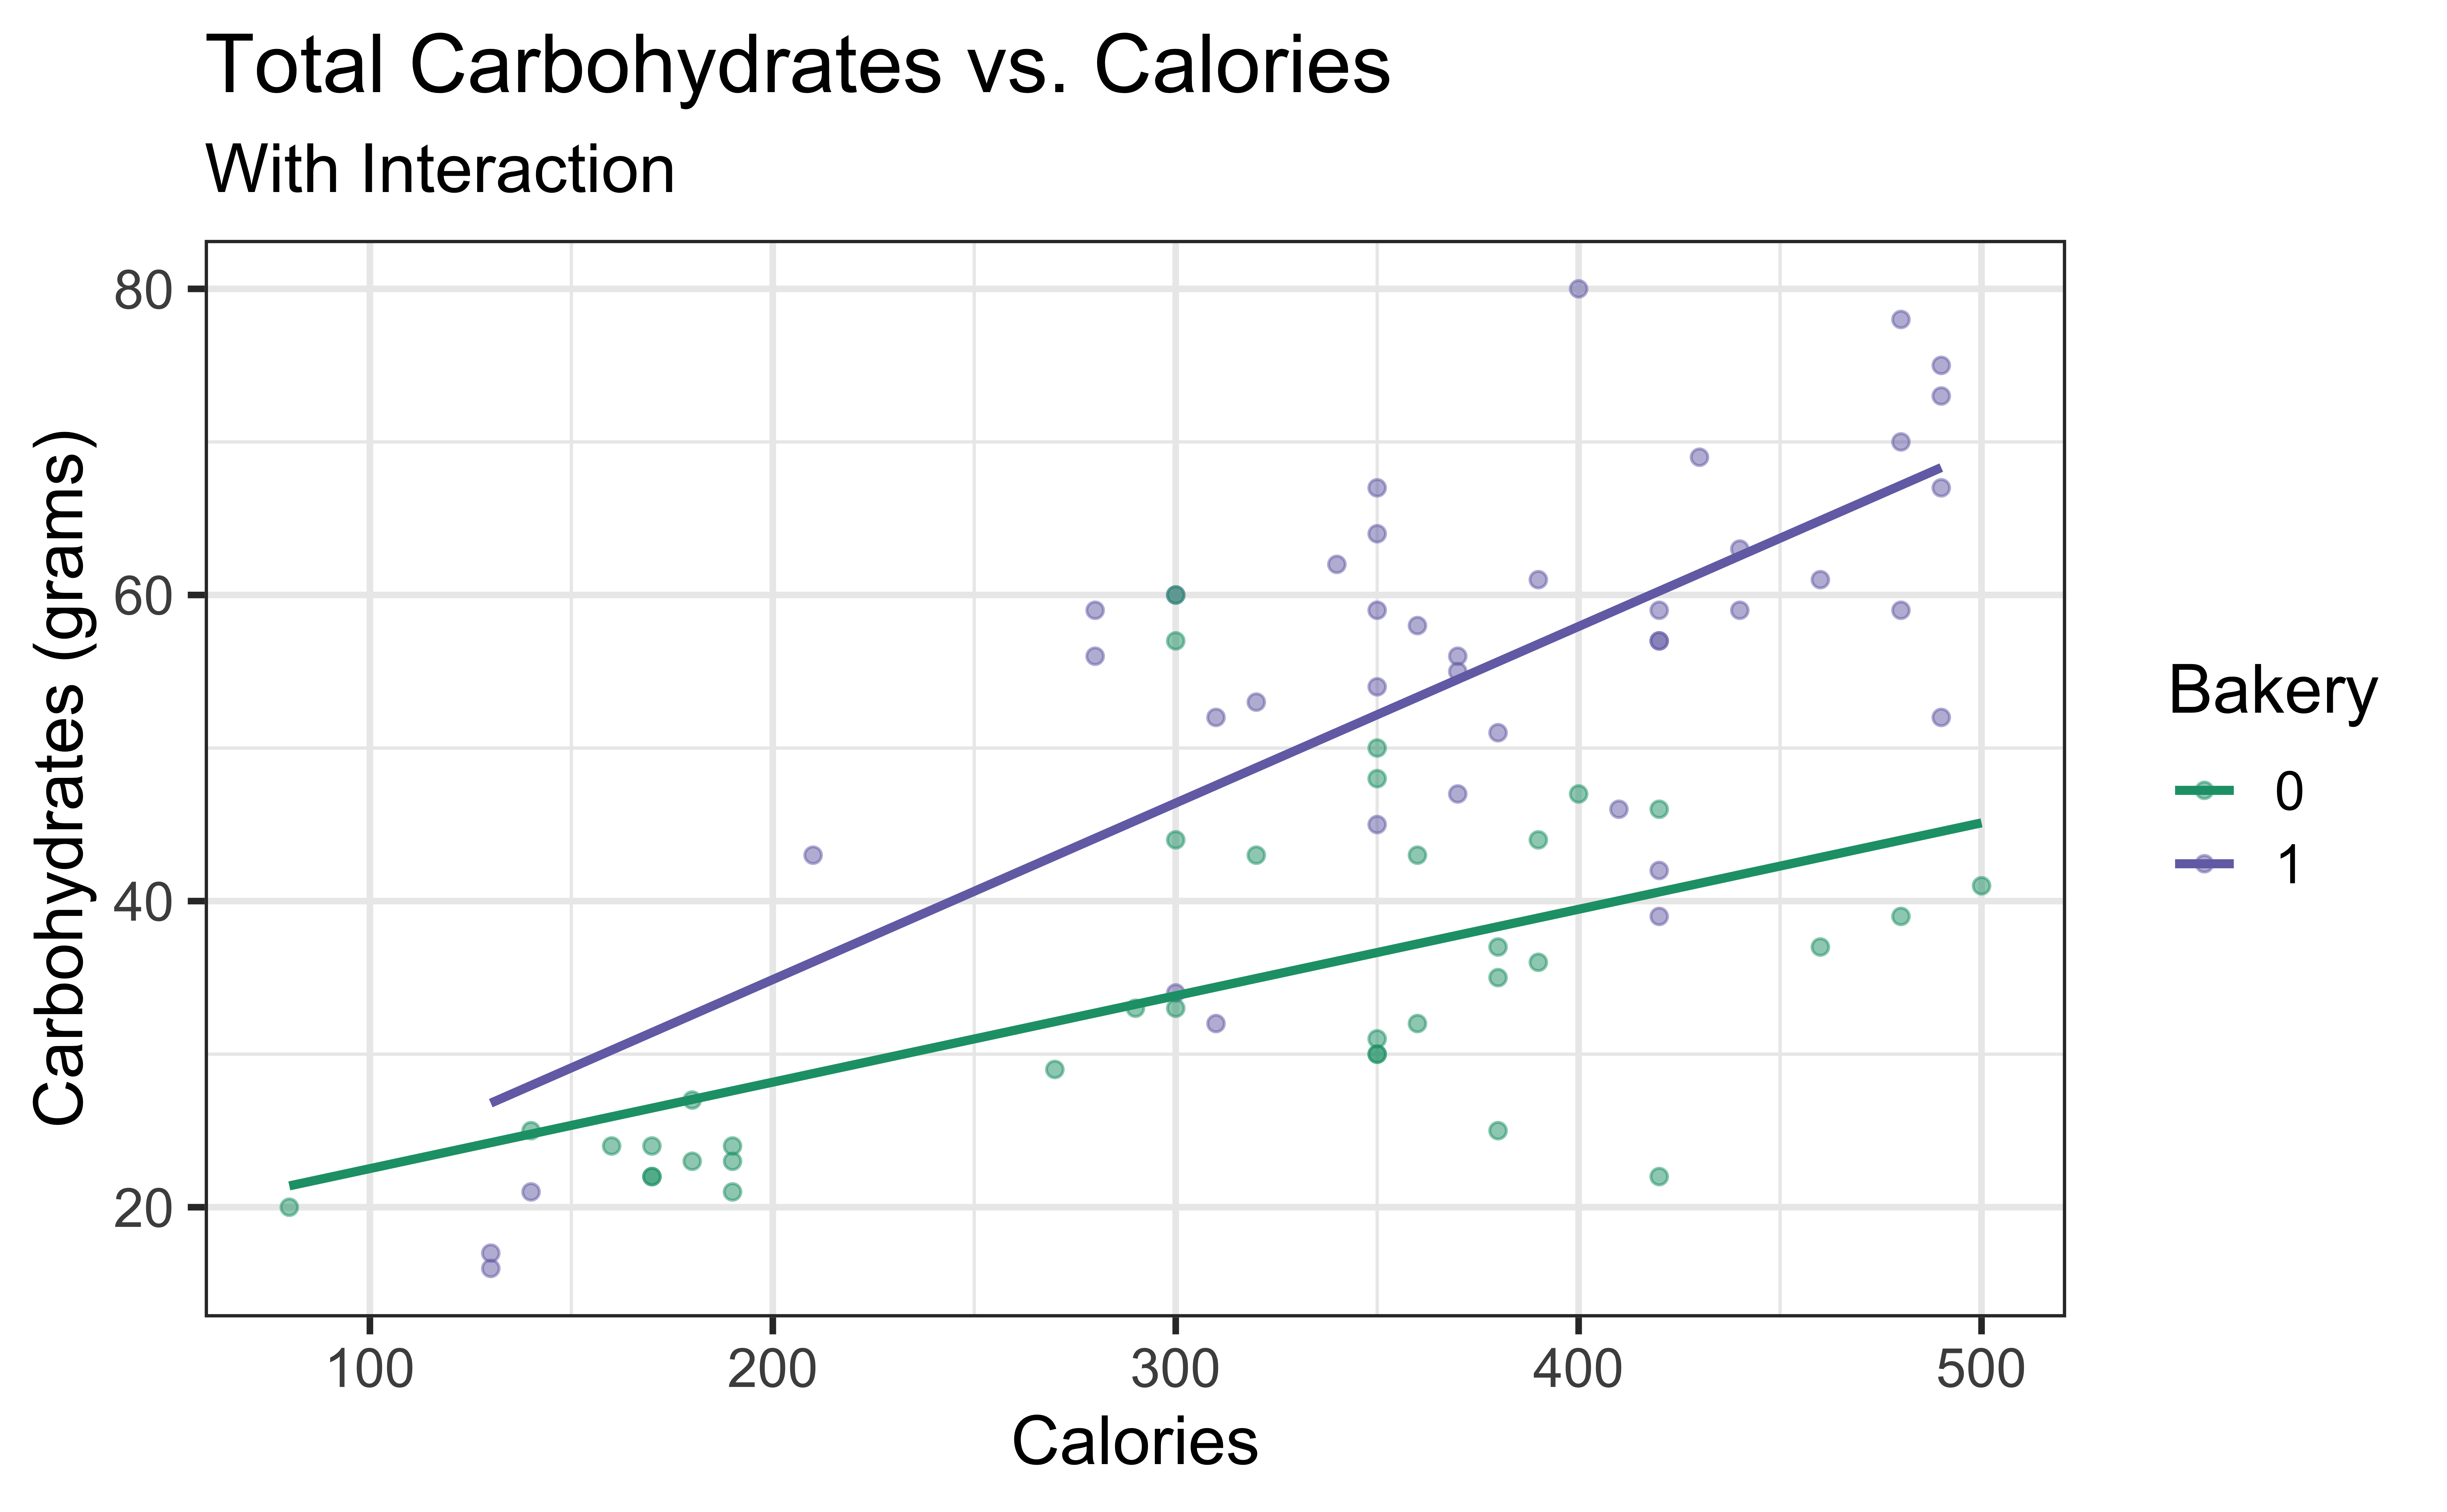 Total Carbohydrates vs. Calories
With Interaction
Carbohydrates (grams)
80
60
40
20
100 200 300 400 500
Calories
Bakery
0
1